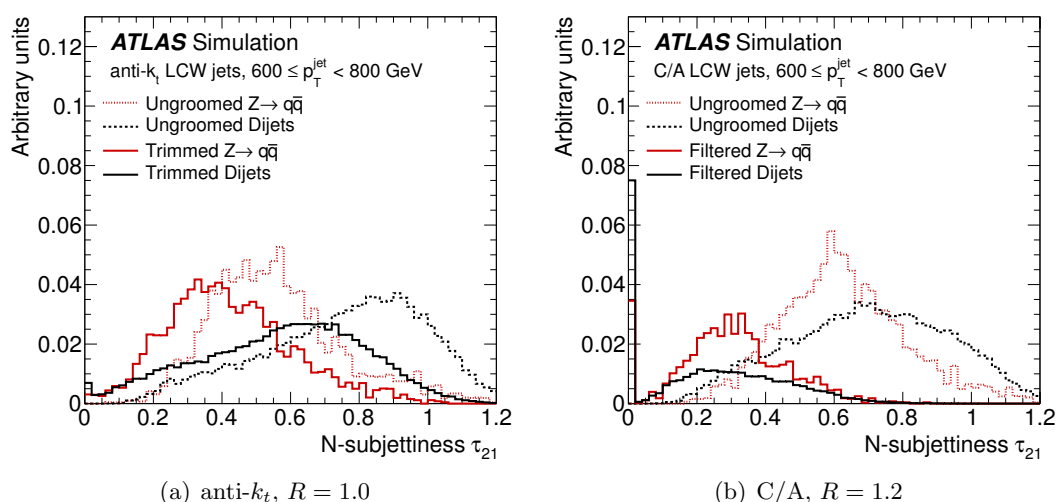 Arbitrary units
0.12
0.1
0.08
0.06
0.04
0.02
0
ATLAS Simulation
anti-k_t LCW jets, 600 ≤ p_T^jet < 800 GeV
Ungroomed Z→ qq̄
Ungroomed Dijets
Trimmed Z→ qq̄
Trimmed Dijets
0 0.2 0.4 0.6 0.8 1 1.2
N-subjettiness τ₂₁
(a) anti-k_t, R = 1.0
Arbitrary units
0.12
0.1
0.08
0.06
0.04
0.02
0
ATLAS Simulation
C/A LCW jets, 600 ≤ p_T^jet < 800 GeV
Ungroomed Z→ qq̄
Ungroomed Dijets
Filtered Z→ qq̄
Filtered Dijets
0 0.2 0.4 0.6 0.8 1 1.2
N-subjettiness τ₂₁
(b) C/A, R = 1.2